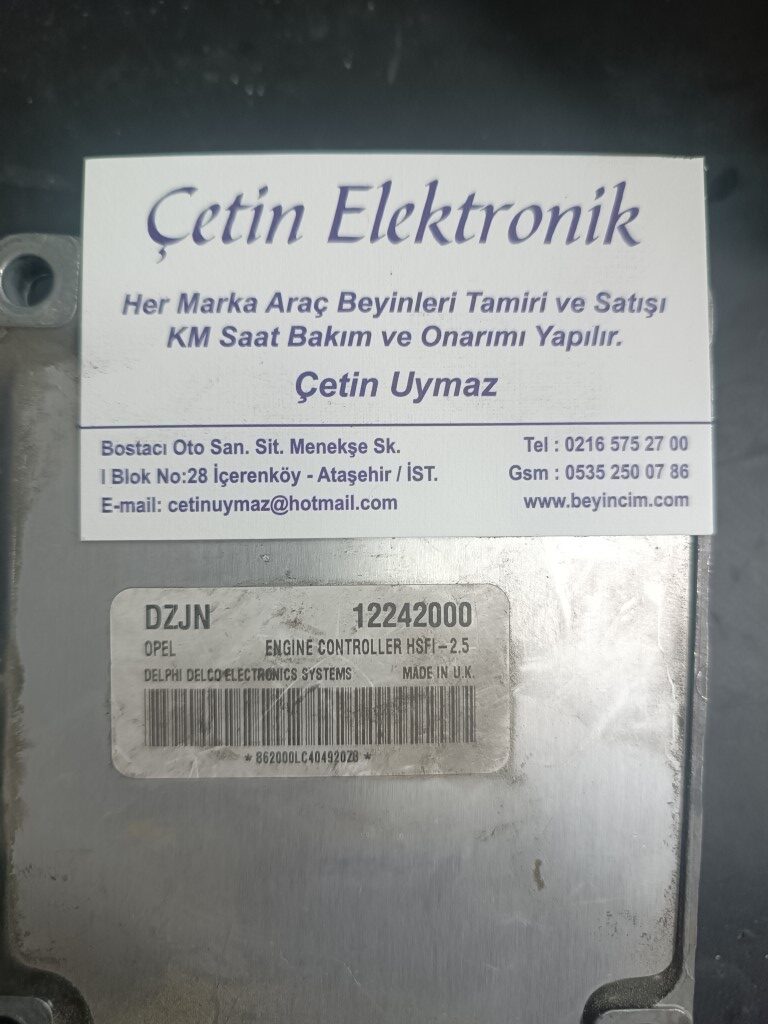 Çetin Elektronik
Her Marka Araç Beyinleri Tamiri ve Satışı
KM Saat Bakım ve Onarımı Yapılır.
Çetin Uymaz
Bostacı Oto San. Sit. Menekşe Sk.
I Blok No:28 İçerenköy - Ataşehir / İST.
E-mail: cetinuymaz@hotmail.com
Tel : 0216 575 27 00
Gsm : 0535 250 07 86
www.beyincim.com
DZJN 12242000
OPEL ENGINE CONTROLLER HSFI-2.5
DELPHI DELCO ELECTRONICS SYSTEMS MADE IN U.K.
*862000LC404920ZB*